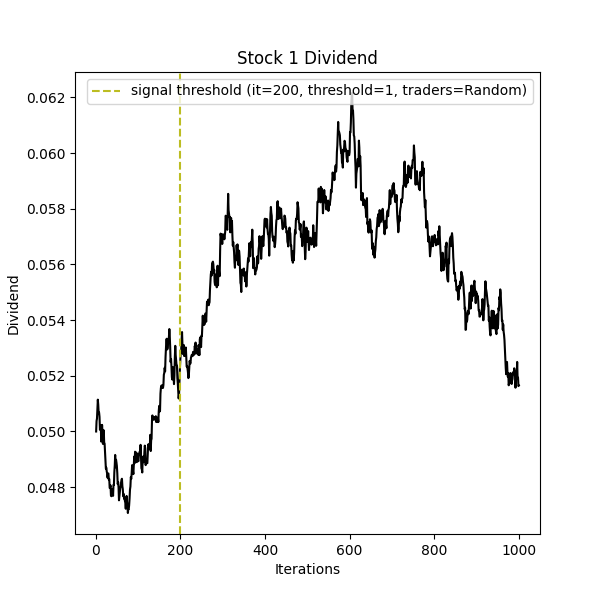 Stock 1 Dividend
signal threshold (it=200, threshold=1, traders=Random)
0.062
0.060
0.058
0.056
0.054
0.052
0.050
0.048
Dividend
0 200 400 600 800 1000
Iterations